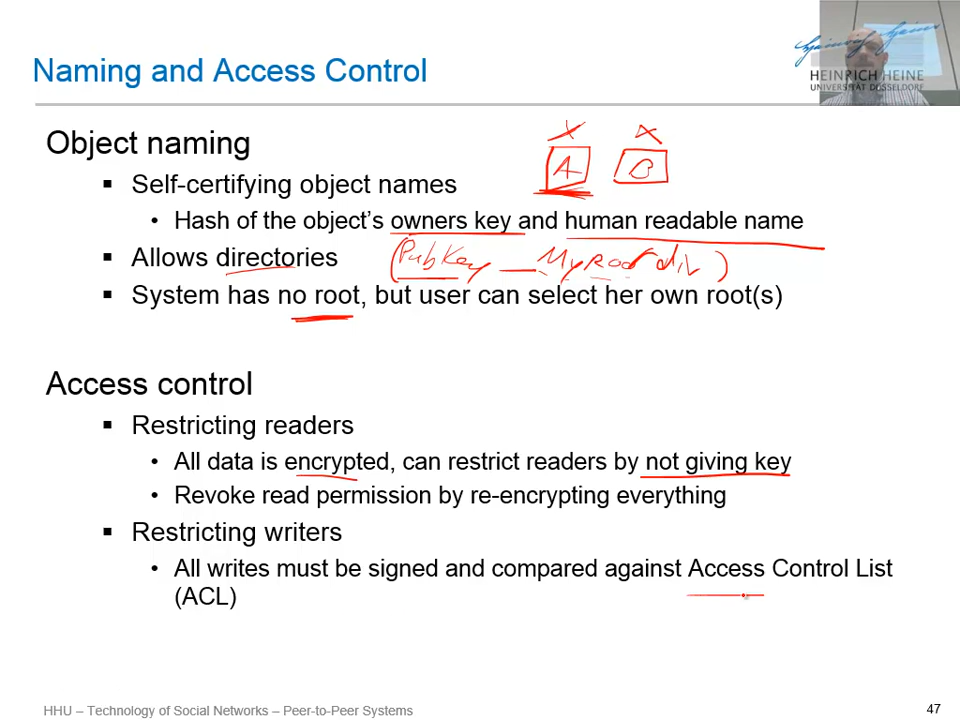 Naming and Access Control
HEINRICH HEINE
UNIVERSITÄT DÜSSELDORF
Object naming
A B
▪ Self-certifying object names
• Hash of the object's owners key and human readable name
▪ Allows directories
(PubKey — MyRootdir)
▪ System has no root, but user can select her own root(s)
Access control
▪ Restricting readers
• All data is encrypted, can restrict readers by not giving key
• Revoke read permission by re-encrypting everything
▪ Restricting writers
• All writes must be signed and compared against Access Control List
(ACL)
HHU – Technology of Social Networks – Peer-to-Peer Systems
47